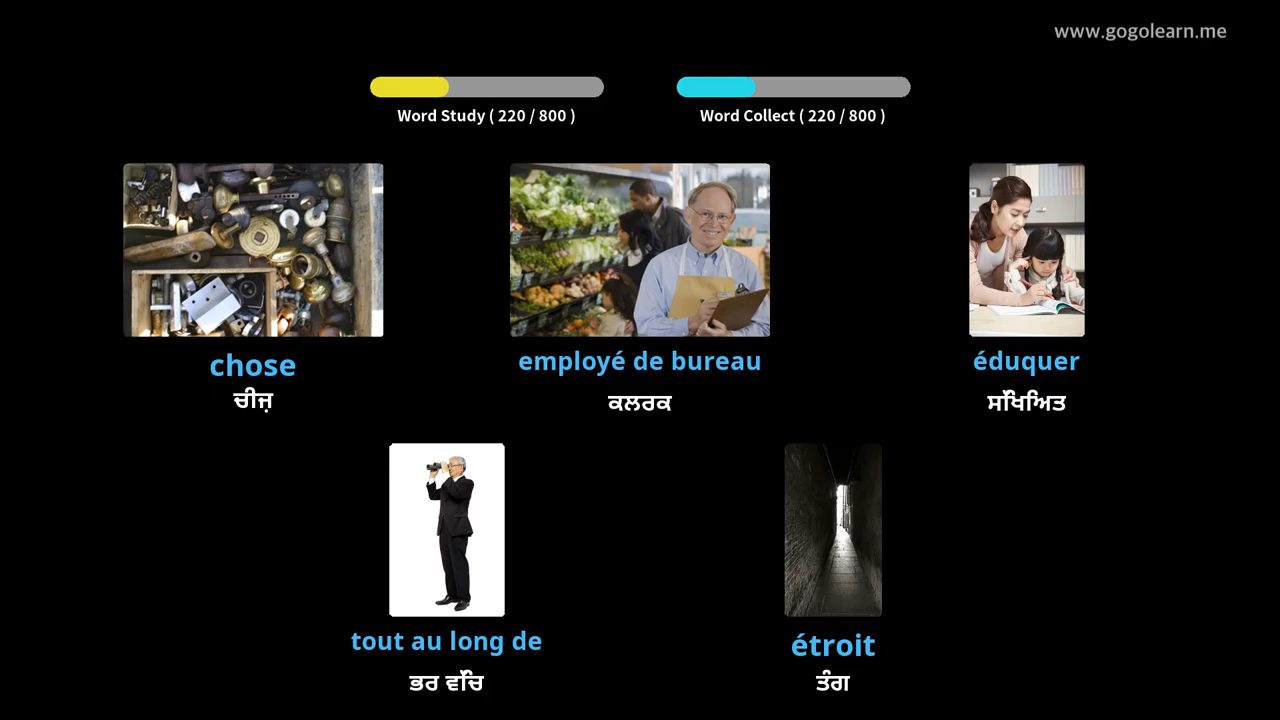 www.gogolearn.me
Word Study ( 220 / 800 )
Word Collect ( 220 / 800 )
chose
ਚੀਜ਼
employé de bureau
ਕਲਰਕ
éduquer
ਸਿੱਖਿਅਤ
tout au long de
ਭਰ ਵਿੱਚ
étroit
ਤੰਗ